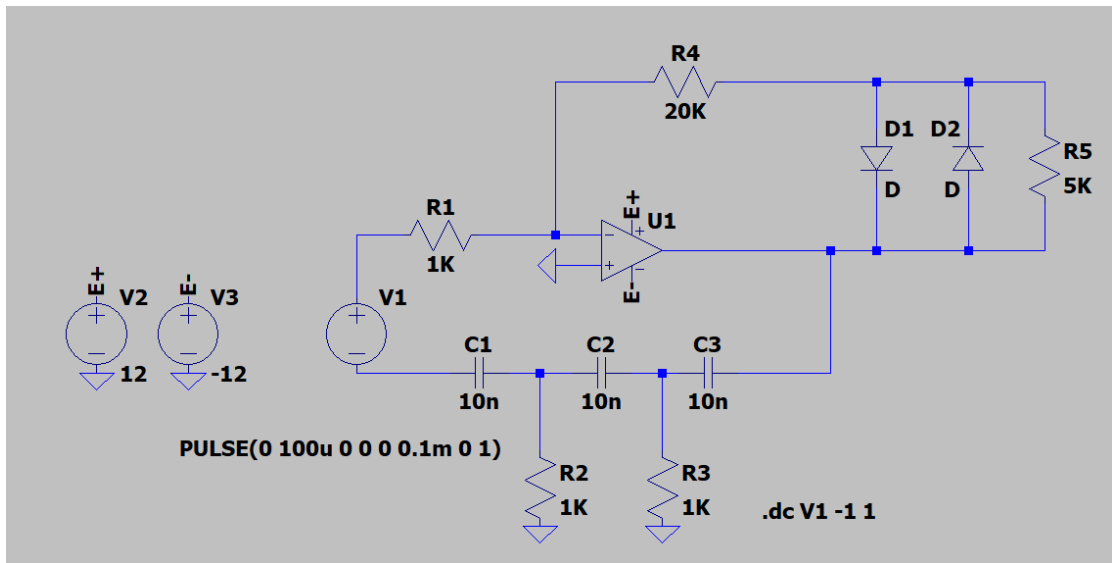 R4
20K
D1
D2
D
D
R5
5K
R1
1K
E+
U1
E-
E+
V2
12
E-
V3
-12
V1
C1
10n
C2
10n
C3
10n
PULSE(0 100u 0 0 0 0.1m 0 1)
R2
1K
R3
1K
.dc V1 -1 1